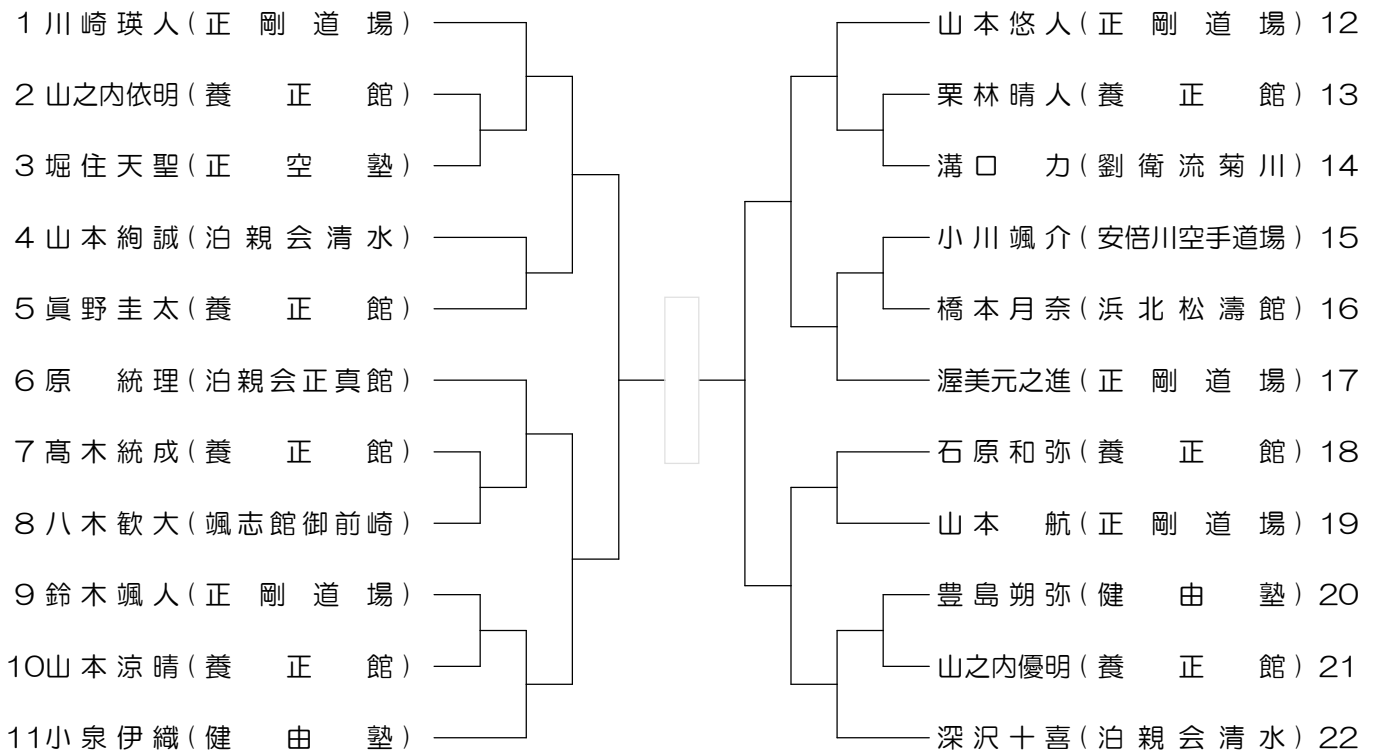 1 川崎瑛人(正剛道場)
2 山之内依明(養正館)
3 堀住天聖(正空塾)
4 山本絢誠(泊親会清水)
5 眞野圭太(養正館)
6 原 統理(泊親会正真館)
7 髙木統成(養正館)
8 八木歓大(颯志館御前崎)
9 鈴木颯人(正剛道場)
10 山本涼晴(養正館)
11 小泉伊織(健由塾)
山本悠人(正剛道場) 12
栗林晴人(養正館) 13
溝口 力(劉衛流菊川) 14
小川颯介(安倍川空手道場) 15
橋本月奈(浜北松濤館) 16
渥美元之進(正剛道場) 17
石原和弥(養正館) 18
山本 航(正剛道場) 19
豊島朔弥(健由塾) 20
山之内優明(養正館) 21
深沢十喜(泊親会清水) 22